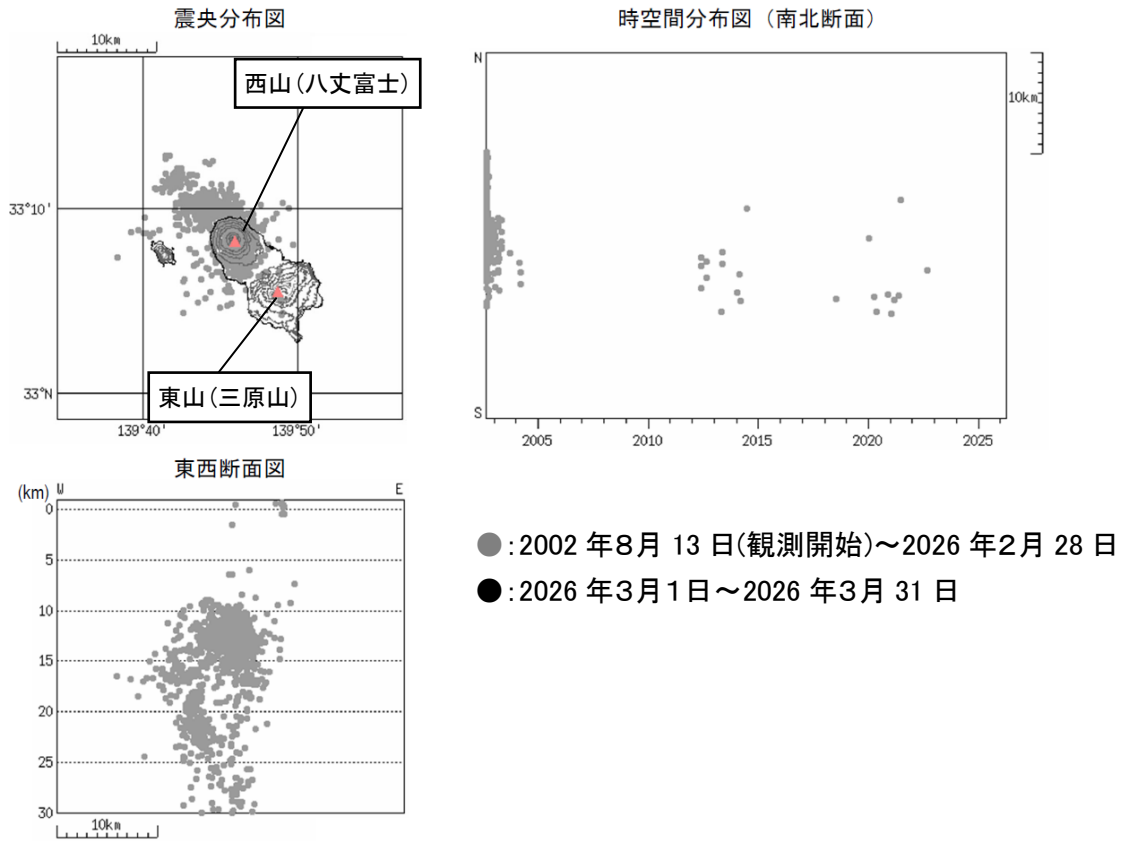 震央分布図
10km
西山(八丈富士)
33°10'
東山(三原山)
33°N
139°40' 139°50'
時空間分布図(南北断面)
N
10km
S
2005 2010 2015 2020 2025
東西断面図
(km) W E
0
5
10
15
20
25
30
10km
●:2002 年8月 13 日(観測開始)~2026 年2月 28 日
●:2026 年3月1日~2026 年3月 31 日